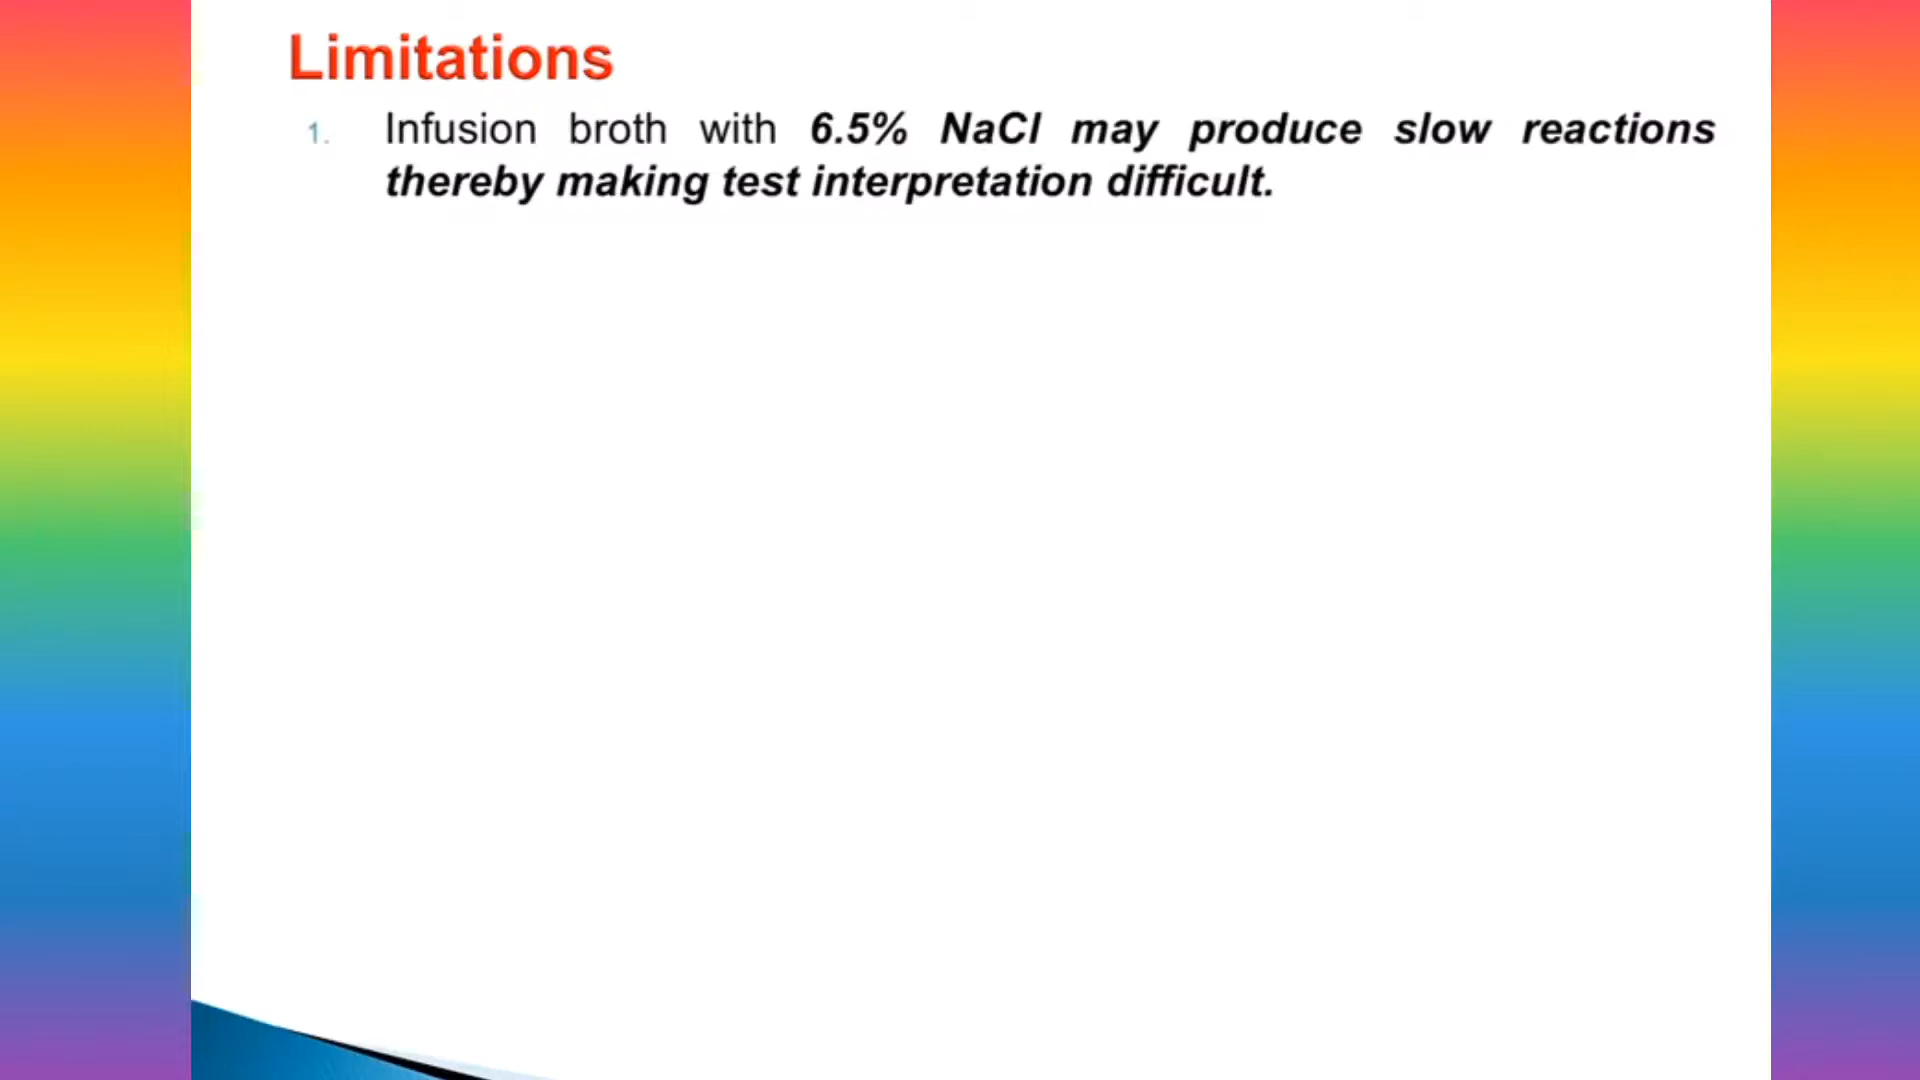 Limitations
1. Infusion broth with 6.5% NaCl may produce slow reactions
thereby making test interpretation difficult.